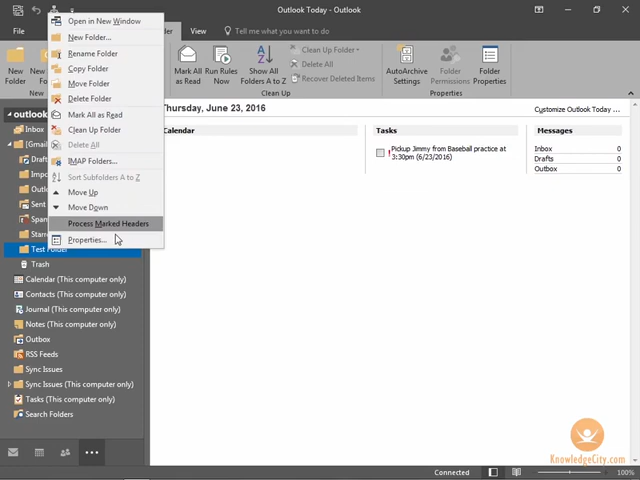 Outlook Today - Outlook
File
View
Tell me what you want to do
New
Folder
Mark All
as Read
Run Rules
Now
Show All
Folders A to Z
Clean Up Folder
Delete All
Recover Deleted Items
Clean Up
AutoArchive
Settings
Folder
Permissions
Folder
Properties
Properties
Open in New Window
New Folder...
Rename Folder
Copy Folder
Move Folder
Delete Folder
Mark All as Read
Clean Up Folder
Delete All
IMAP Folders...
Sort Subfolders A to Z
Move Up
Move Down
Process Marked Headers
Properties...
Inbox
Test Folder
Trash
Calendar (This computer only)
Contacts (This computer only)
Journal (This computer only)
Notes (This computer only)
Outbox
RSS Feeds
Sync Issues
Sync Issues (This computer only)
Tasks (This computer only)
Search Folders
Thursday, June 23, 2016
Customize Outlook Today ...
Calendar
Tasks
Pickup Jimmy from Baseball practice at
3:30pm (6/23/2016)
Messages
Inbox 0
Drafts 0
Outbox 0
KnowledgeCity.com
Connected
100%